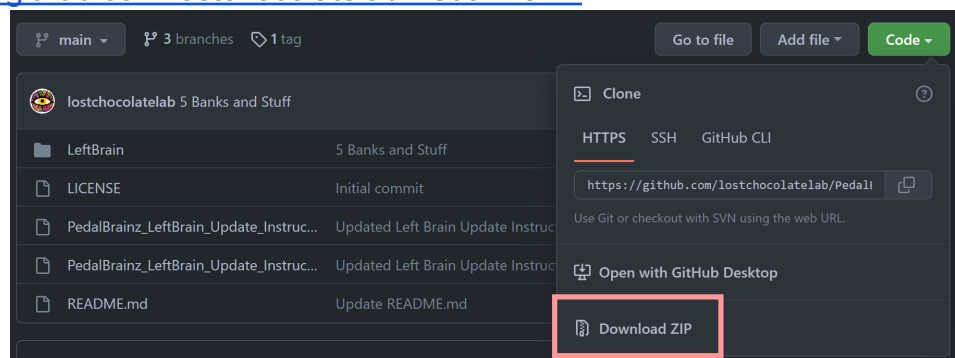 main
3 branches
1 tag
Go to file
Add file
Code
lostchocolatelab 5 Banks and Stuff
LeftBrain 5 Banks and Stuff
LICENSE Initial commit
PedalBrainz_LeftBrain_Update_Instruc... Updated Left Brain Update Instruc
PedalBrainz_LeftBrain_Update_Instruc... Updated Left Brain Update Instruc
README.md Update README.md
Clone
HTTPS SSH GitHub CLI
https://github.com/lostchocolatelab/Pedal
Use Git or checkout with SVN using the web URL.
Open with GitHub Desktop
Download ZIP